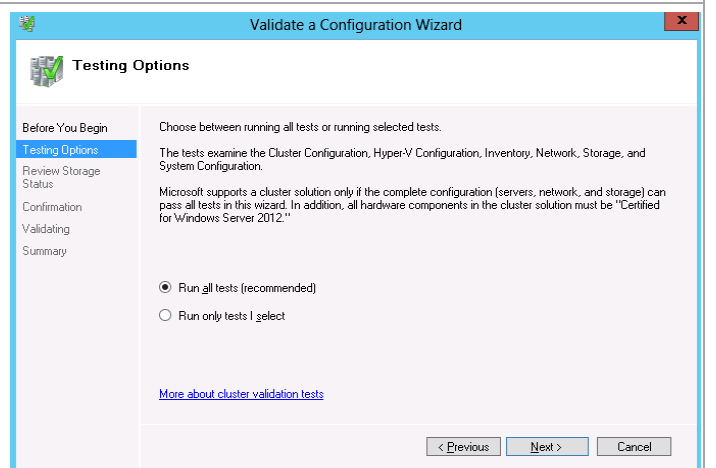 Validate a Configuration Wizard
X
Testing Options
Before You Begin
Testing Options
Review Storage
Status
Confirmation
Validating
Summary
Choose between running all tests or running selected tests.
The tests examine the Cluster Configuration, Hyper-V Configuration, Inventory, Network, Storage, and
System Configuration.
Microsoft supports a cluster solution only if the complete configuration (servers, network, and storage) can
pass all tests in this wizard. In addition, all hardware components in the cluster solution must be "Certified
for Windows Server 2012."
Run all tests (recommended)
Run only tests I select
More about cluster validation tests
< Previous
Next >
Cancel